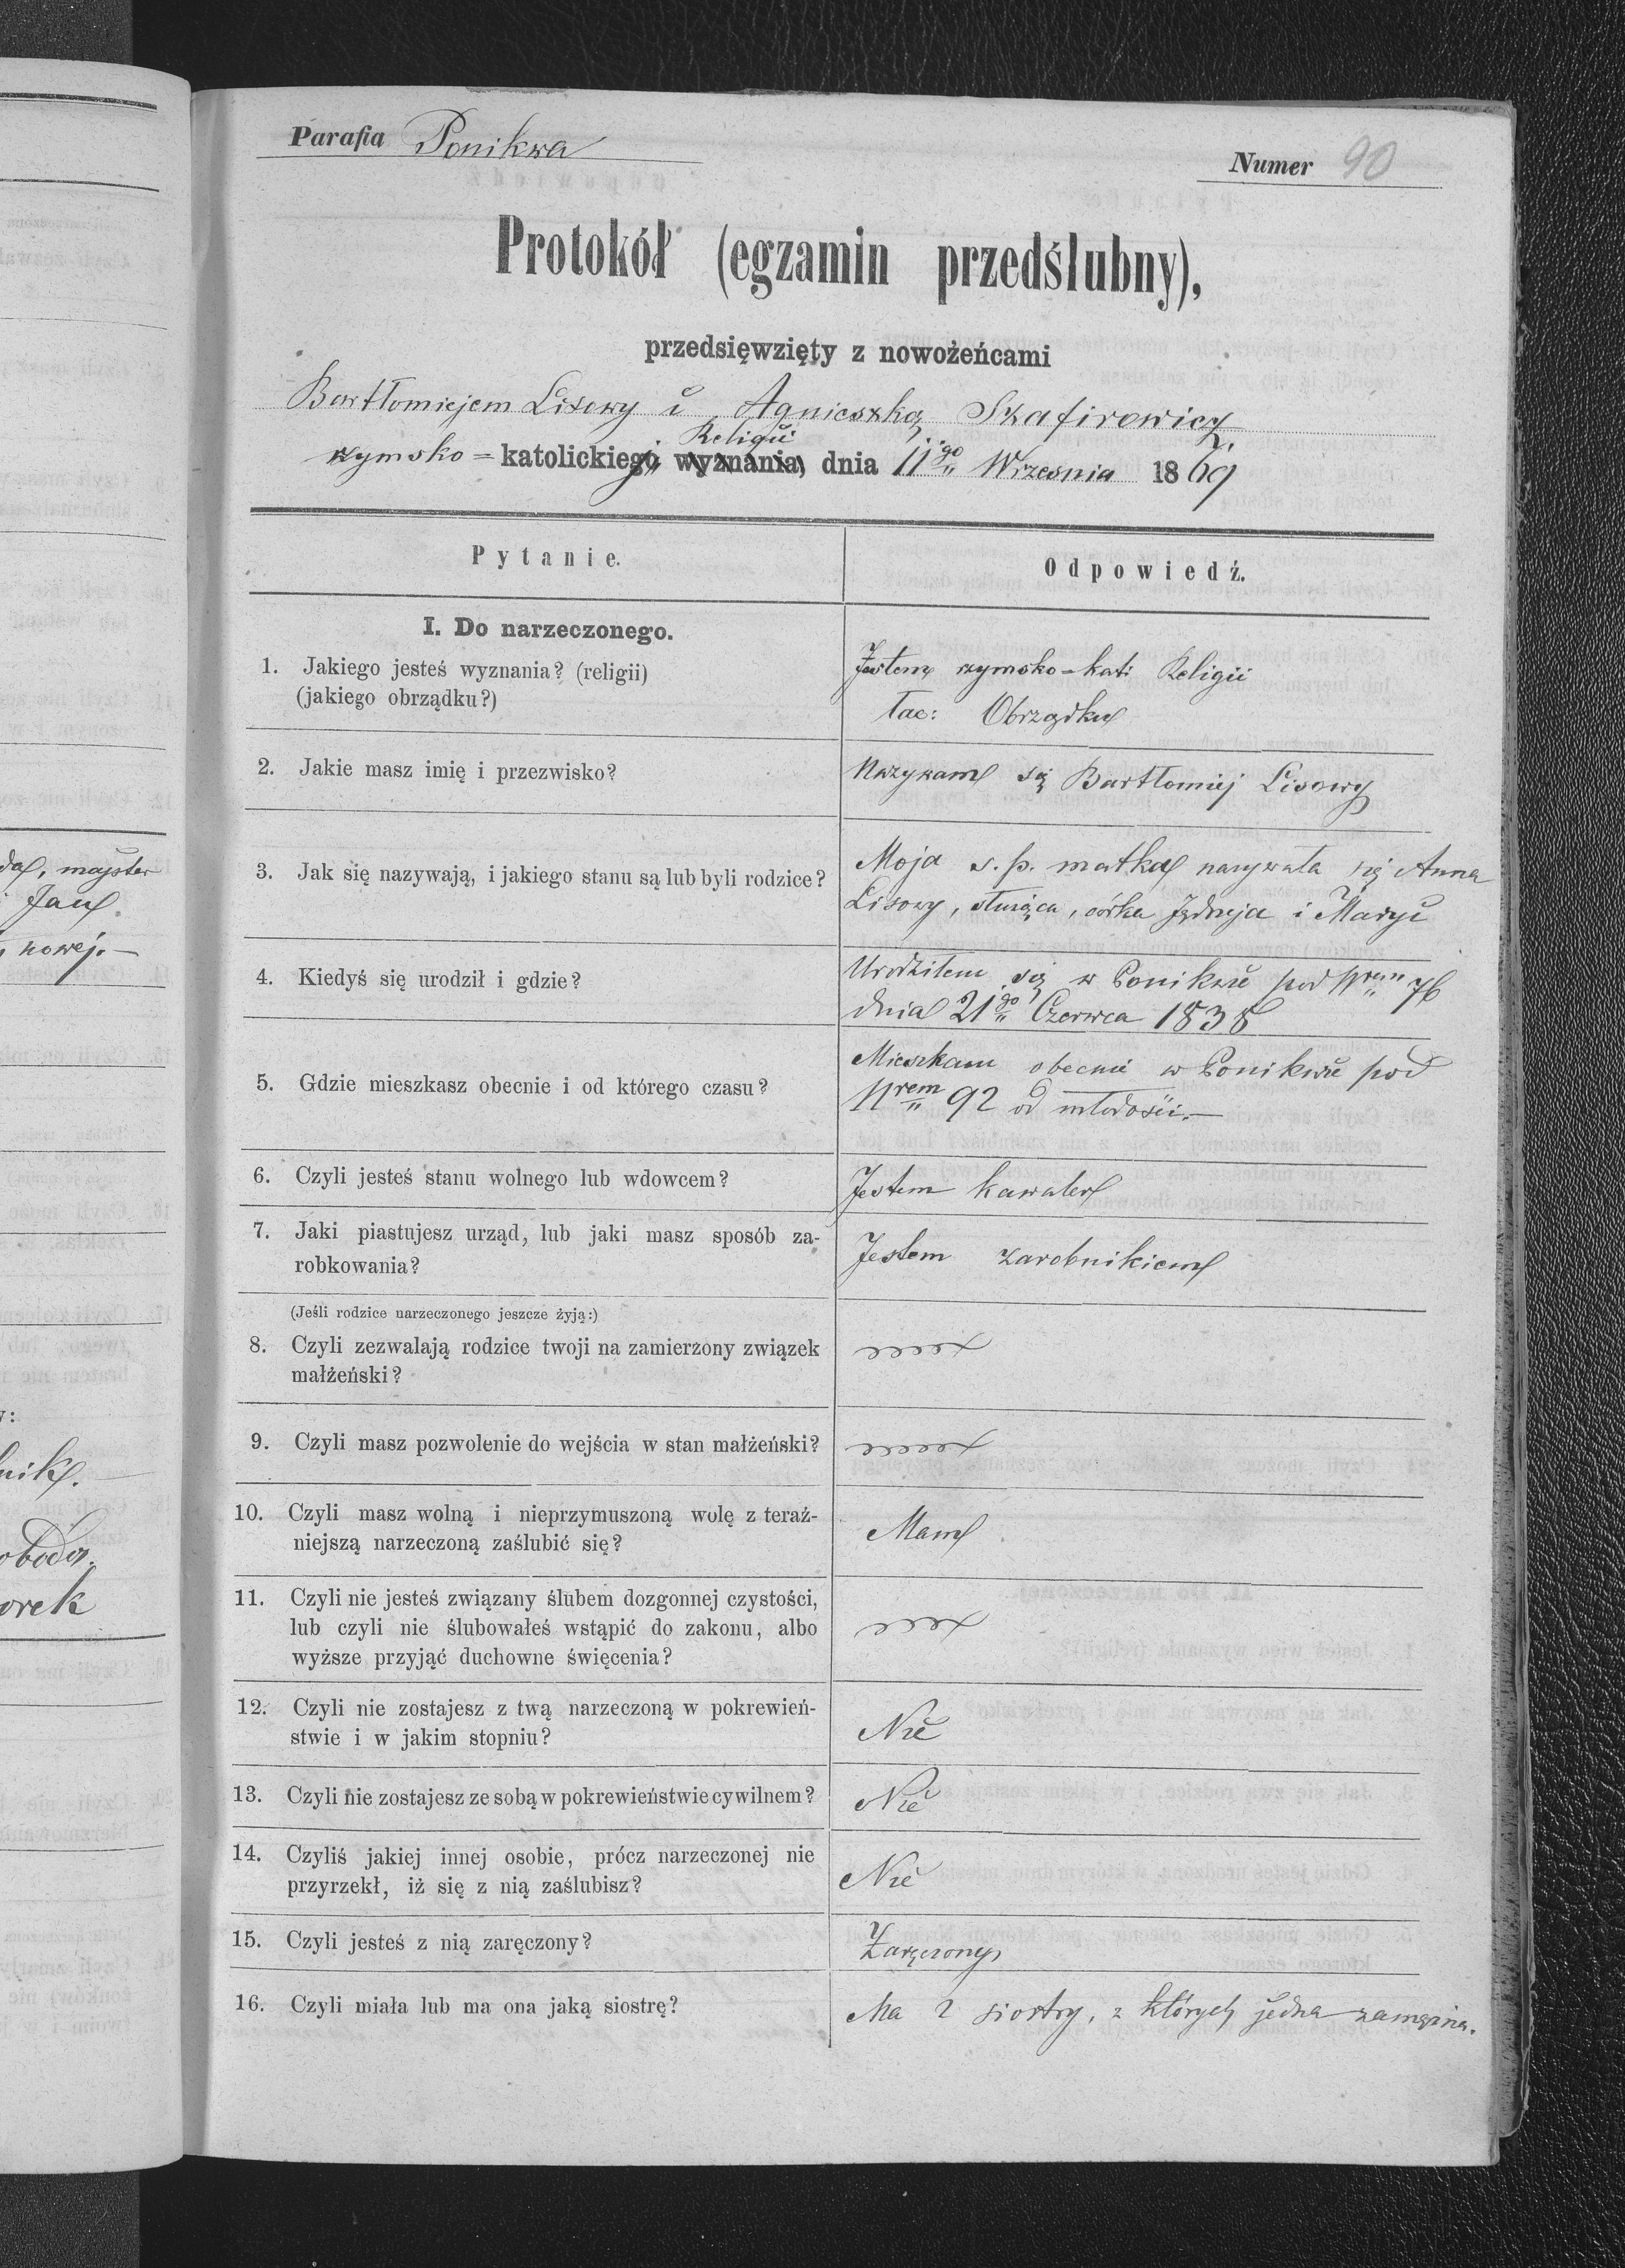 Parafia Ponikwa
Numer 90
Protokół (egzamin przedślubny),
przedsięwzięty z nowożeńcami
Bartłomiejem Lisowy i Agnieszką Szafirowicz
Religii
rzymsko = katolickiego wyznania, dnia 11go Wrzesnia 1869 r.
Pytanie.
Odpowiedź.
I. Do narzeczonego.
1. Jakiego jesteś wyznania? (religii)
(jakiego obrządku?)
Jestem rzymsko-kat: Religii
łac: Obrządku
2. Jakie masz imię i przezwisko?
Nazywam się Bartłomiej Lisowy
3. Jak się nazywają, i jakiego stanu są lub byli rodzice?
Moja s. p. matka nazywała się Anna
Lisowy, służąca, córka Jędrzeja i Maryi
4. Kiedyś się urodził i gdzie?
Urodziłem się w Ponikwie pod Nrem 76
dnia 21go Czerwca 1838
5. Gdzie mieszkasz obecnie i od którego czasu?
Mieszkam obecnie w Ponikwie pod
Nrem 92 od młodości.—
6. Czyli jesteś stanu wolnego lub wdowcem?
Jestem kawaler
7. Jaki piastujesz urząd, lub jaki masz sposób za-
robkowania?
Jestem zarobnikiem
(Jeśli rodzice narzeczonego jeszcze żyją:)
8. Czyli zezwalają rodzice twoji na zamierzony związek
małżeński?
9. Czyli masz pozwolenie do wejścia w stan małżeński?
10. Czyli masz wolną i nieprzymuszoną wolę z teraź-
niejszą narzeczoną zaślubić się?
Mam
11. Czyli nie jesteś związany ślubem dozgonnej czystości,
lub czyli nie ślubowałeś wstąpić do zakonu, albo
wyższe przyjąć duchowne święcenia?
12. Czyli nie zostajesz z twą narzeczoną w pokrewień-
stwie i w jakim stopniu?
Nie
13. Czyli nie zostajesz ze sobą w pokrewieństwie cywilnem?
Nie
14. Czyliś jakiej innej osobie, prócz narzeczonej nie
przyrzekł, iż się z nią zaślubisz?
Nie
15. Czyli jesteś z nią zaręczony?
Zaręczony
16. Czyli miała lub ma ona jaką siostrę?
Ma 2 siostry, z których jedna zamężna.